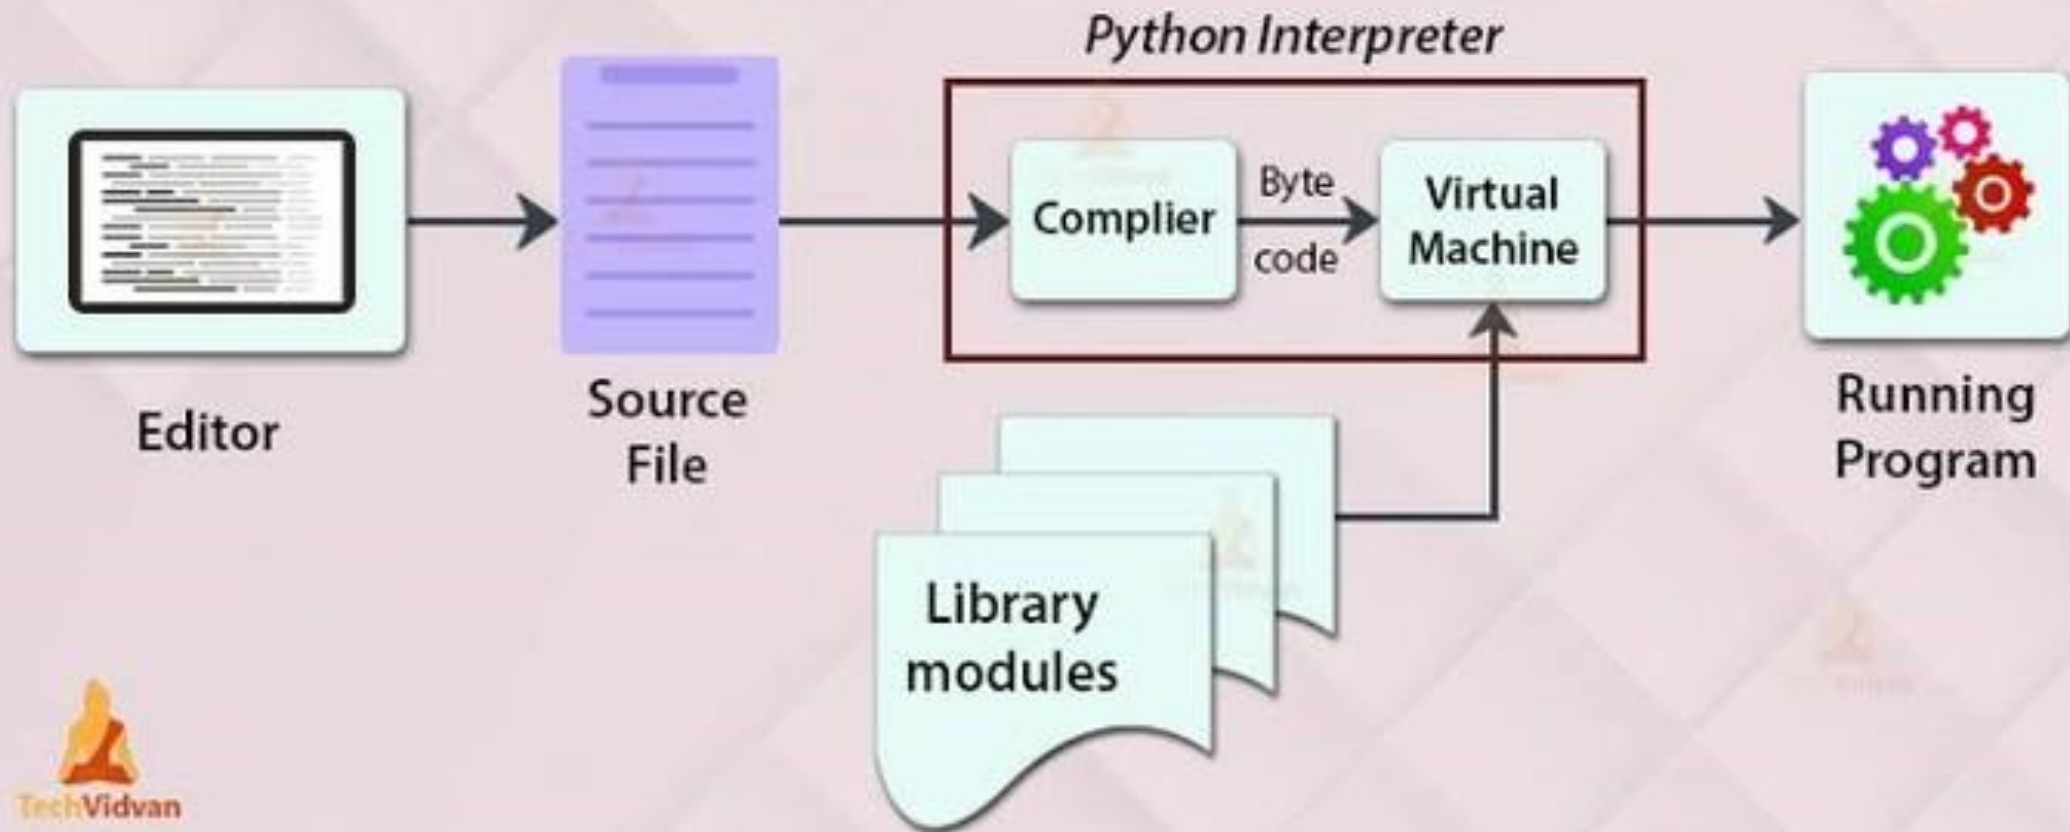 Python Interpreter
Editor
Source
File
Complier
Byte
code
Virtual
Machine
Running
Program
Library
modules
TechVidvan